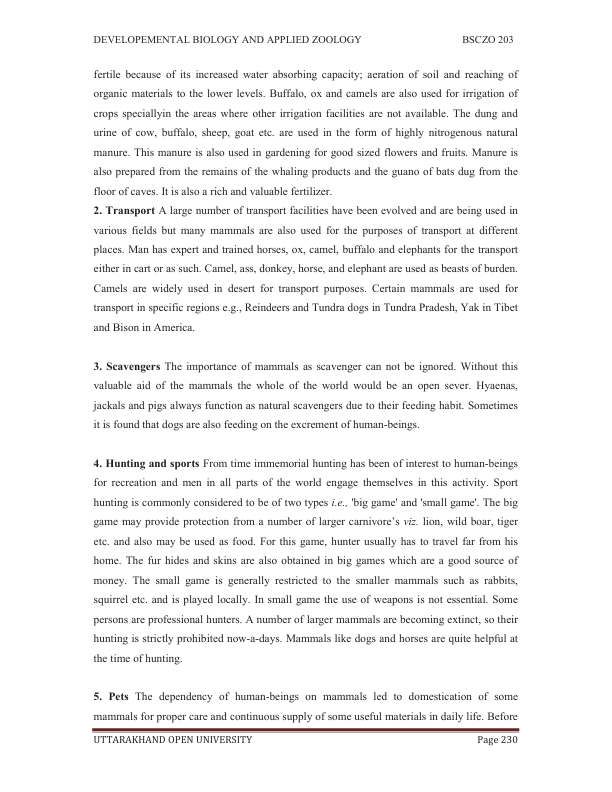 DEVELOPEMENTAL BIOLOGY AND APPLIED ZOOLOGY BSCZO 203
fertile because of its increased water absorbing capacity; aeration of soil and reaching of
organic materials to the lower levels. Buffalo, ox and camels are also used for irrigation of
crops speciallyin the areas where other irrigation facilities are not available. The dung and
urine of cow, buffalo, sheep, goat etc. are used in the form of highly nitrogenous natural
manure. This manure is also used in gardening for good sized flowers and fruits. Manure is
also prepared from the remains of the whaling products and the guano of bats dug from the
floor of caves. It is also a rich and valuable fertilizer.
2. Transport A large number of transport facilities have been evolved and are being used in
various fields but many mammals are also used for the purposes of transport at different
places. Man has expert and trained horses, ox, camel, buffalo and elephants for the transport
either in cart or as such. Camel, ass, donkey, horse, and elephant are used as beasts of burden.
Camels are widely used in desert for transport purposes. Certain mammals are used for
transport in specific regions e.g., Reindeers and Tundra dogs in Tundra Pradesh, Yak in Tibet
and Bison in America.
3. Scavengers The importance of mammals as scavenger can not be ignored. Without this
valuable aid of the mammals the whole of the world would be an open sever. Hyaenas,
jackals and pigs always function as natural scavengers due to their feeding habit. Sometimes
it is found that dogs are also feeding on the excrement of human-beings.
4. Hunting and sports From time immemorial hunting has been of interest to human-beings
for recreation and men in all parts of the world engage themselves in this activity. Sport
hunting is commonly considered to be of two types i.e., 'big game' and 'small game'. The big
game may provide protection from a number of larger carnivore’s viz. lion, wild boar, tiger
etc. and also may be used as food. For this game, hunter usually has to travel far from his
home. The fur hides and skins are also obtained in big games which are a good source of
money. The small game is generally restricted to the smaller mammals such as rabbits,
squirrel etc. and is played locally. In small game the use of weapons is not essential. Some
persons are professional hunters. A number of larger mammals are becoming extinct, so their
hunting is strictly prohibited now-a-days. Mammals like dogs and horses are quite helpful at
the time of hunting.
5. Pets The dependency of human-beings on mammals led to domestication of some
mammals for proper care and continuous supply of some useful materials in daily life. Before
UTTARAKHAND OPEN UNIVERSITY Page 230